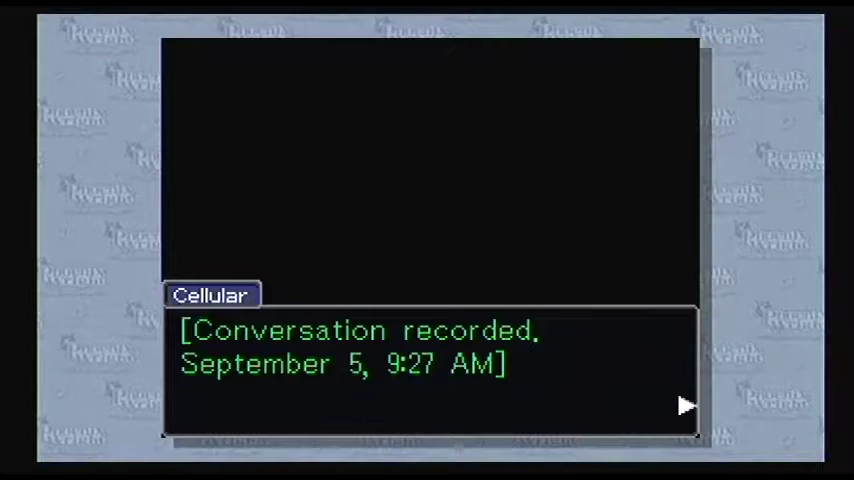 Cellular
[Conversation recorded.
September 5, 9:27 AM]